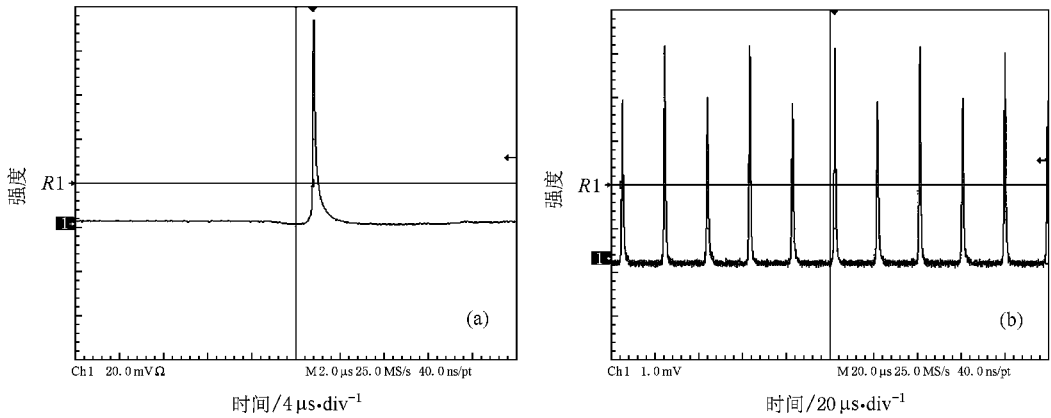 强度
R1
1
(a)
Ch1 20.0 mV Ω M 2.0 μs 25.0 MS/s 40.0 ns/pt
时间/4 μs·div⁻¹
强度
R1
1
(b)
Ch1 1.0 mV M 20.0 μs 25.0 MS/s 40.0 ns/pt
时间/20 μs·div⁻¹